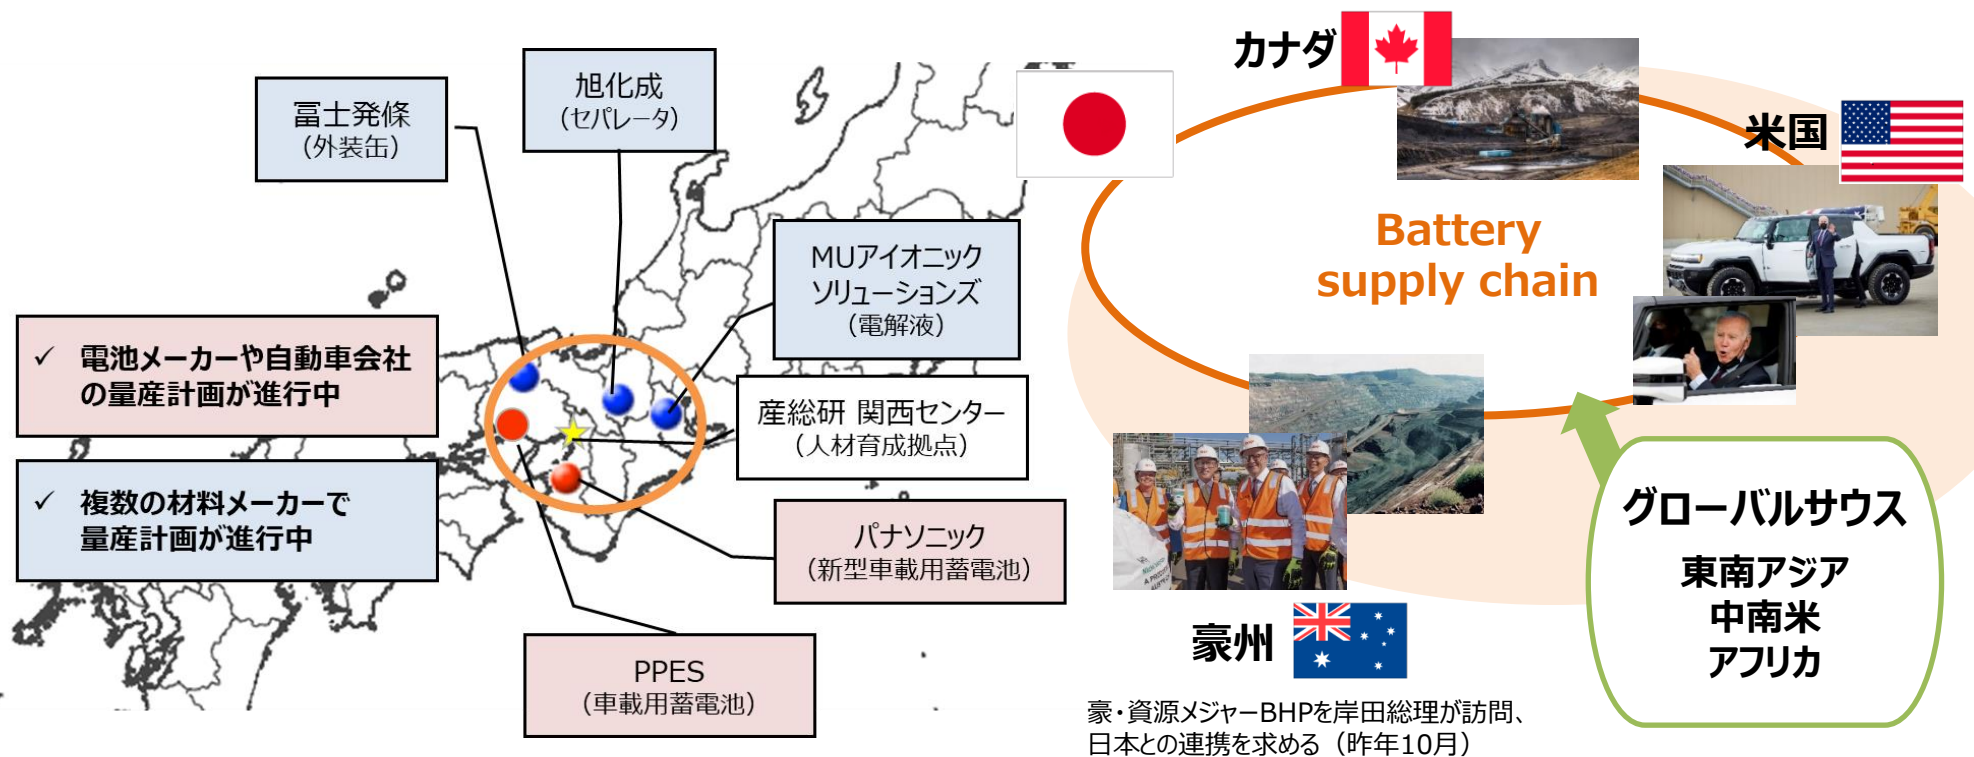 冨士発條
(外装缶)
旭化成
(セパレータ)
MUアイオニック
ソリューションズ
(電解液)
✓ 電池メーカーや自動車会社
の量産計画が進行中
産総研 関西センター
(人材育成拠点)
✓ 複数の材料メーカーで
量産計画が進行中
パナソニック
(新型車載用蓄電池)
PPES
(車載用蓄電池)
カナダ
米国
Battery
supply chain
グローバルサウス
東南アジア
中南米
アフリカ
豪州
豪・資源メジャーBHPを岸田総理が訪問、
日本との連携を求める(昨年10月)